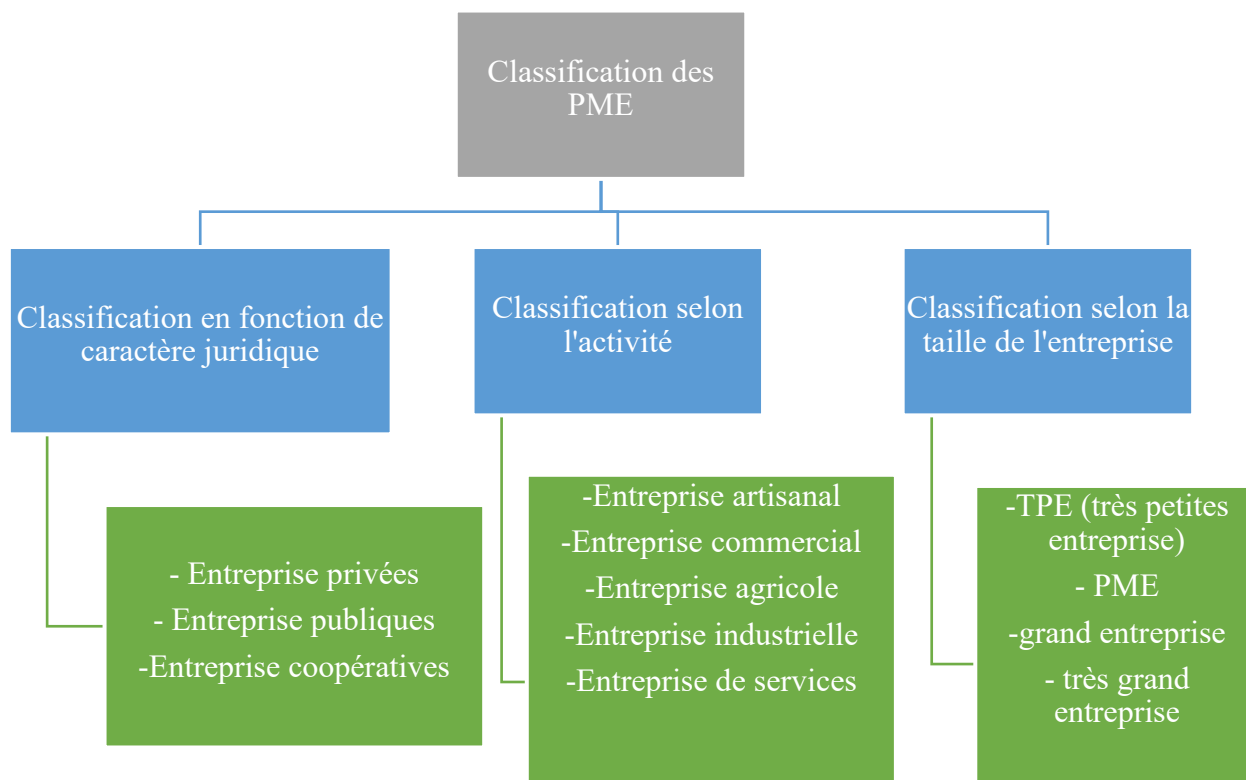 Classification des
PME
Classification en fonction de
caractère juridique
Classification selon
l'activité
Classification selon la
taille de l'entreprise
- Entreprise privées
- Entreprise publiques
-Entreprise coopératives
-Entreprise artisanal
-Entreprise commercial
-Entreprise agricole
-Entreprise industrielle
-Entreprise de services
-TPE (très petites
entreprise)
- PME
-grand entreprise
- très grand
entreprise